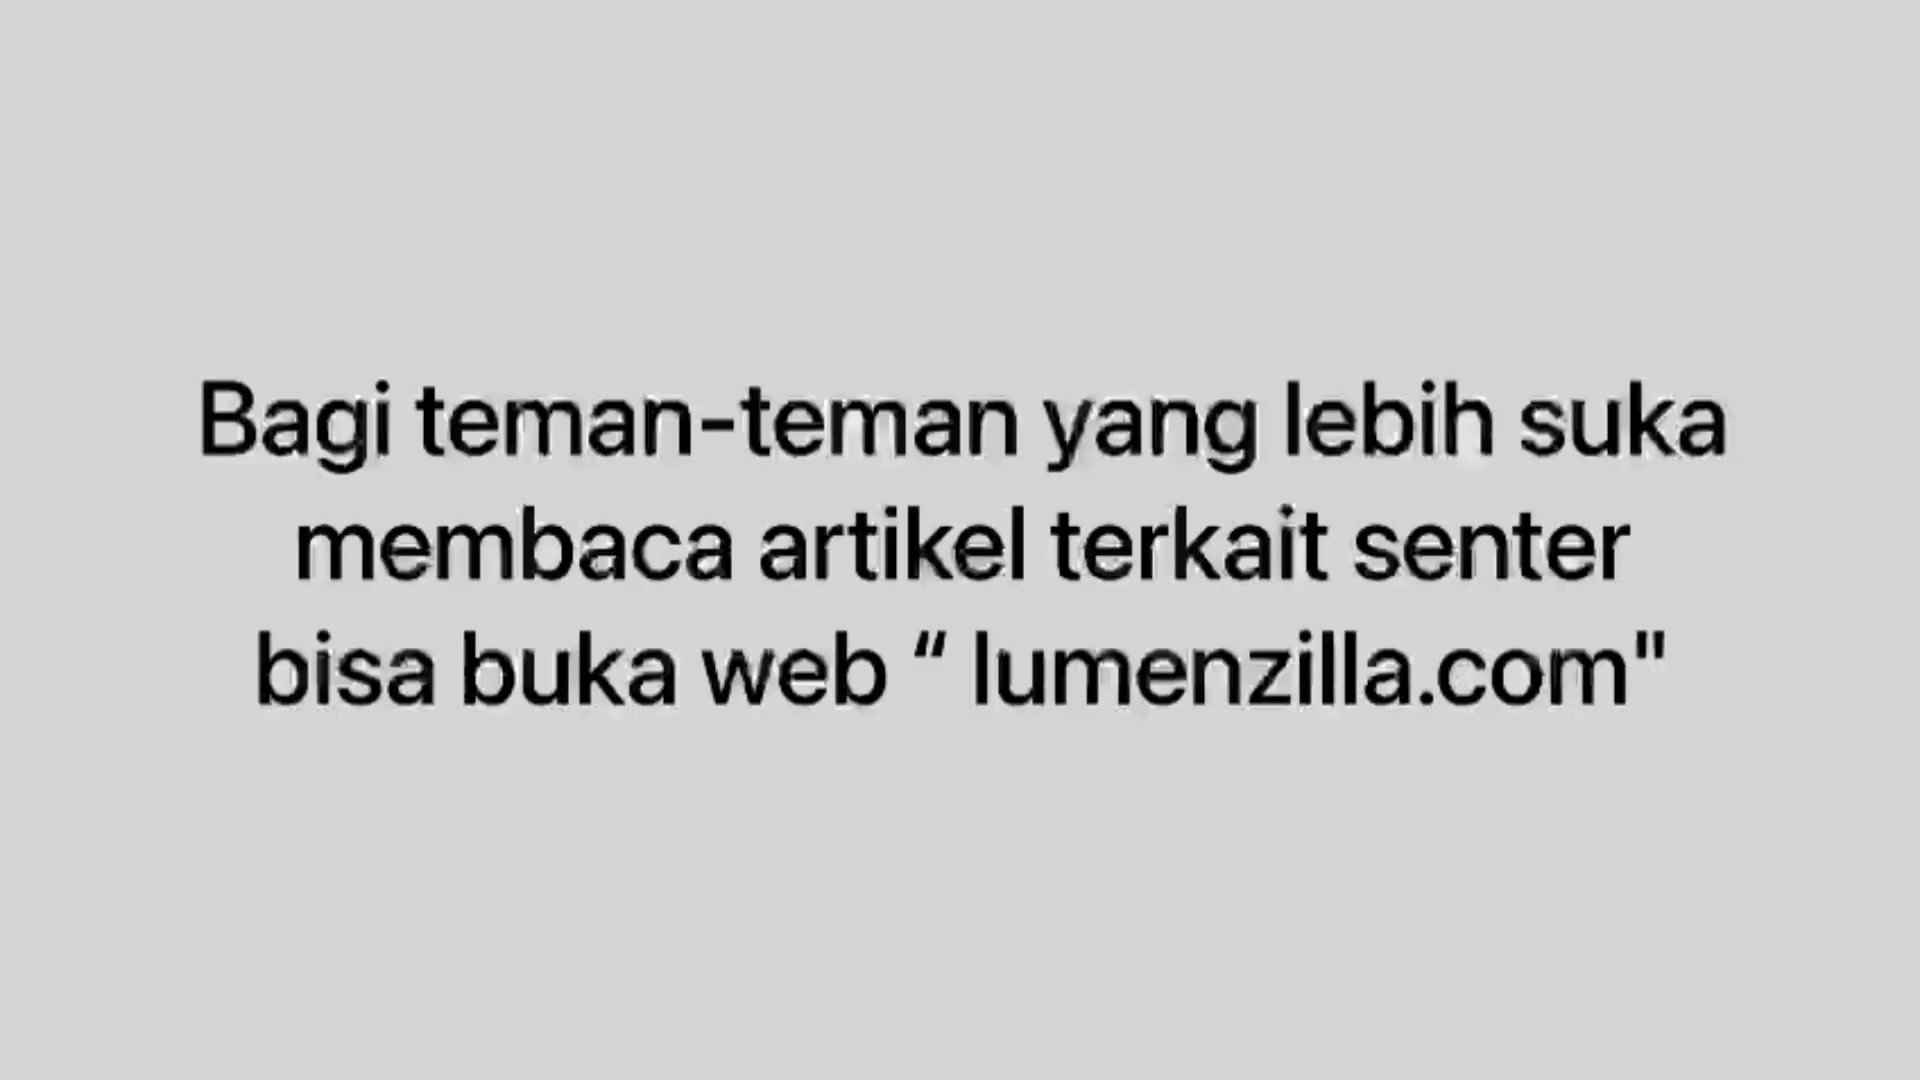 Bagi teman-teman yang lebih suka
membaca artikel terkait senter
bisa buka web “ lumenzilla.com"